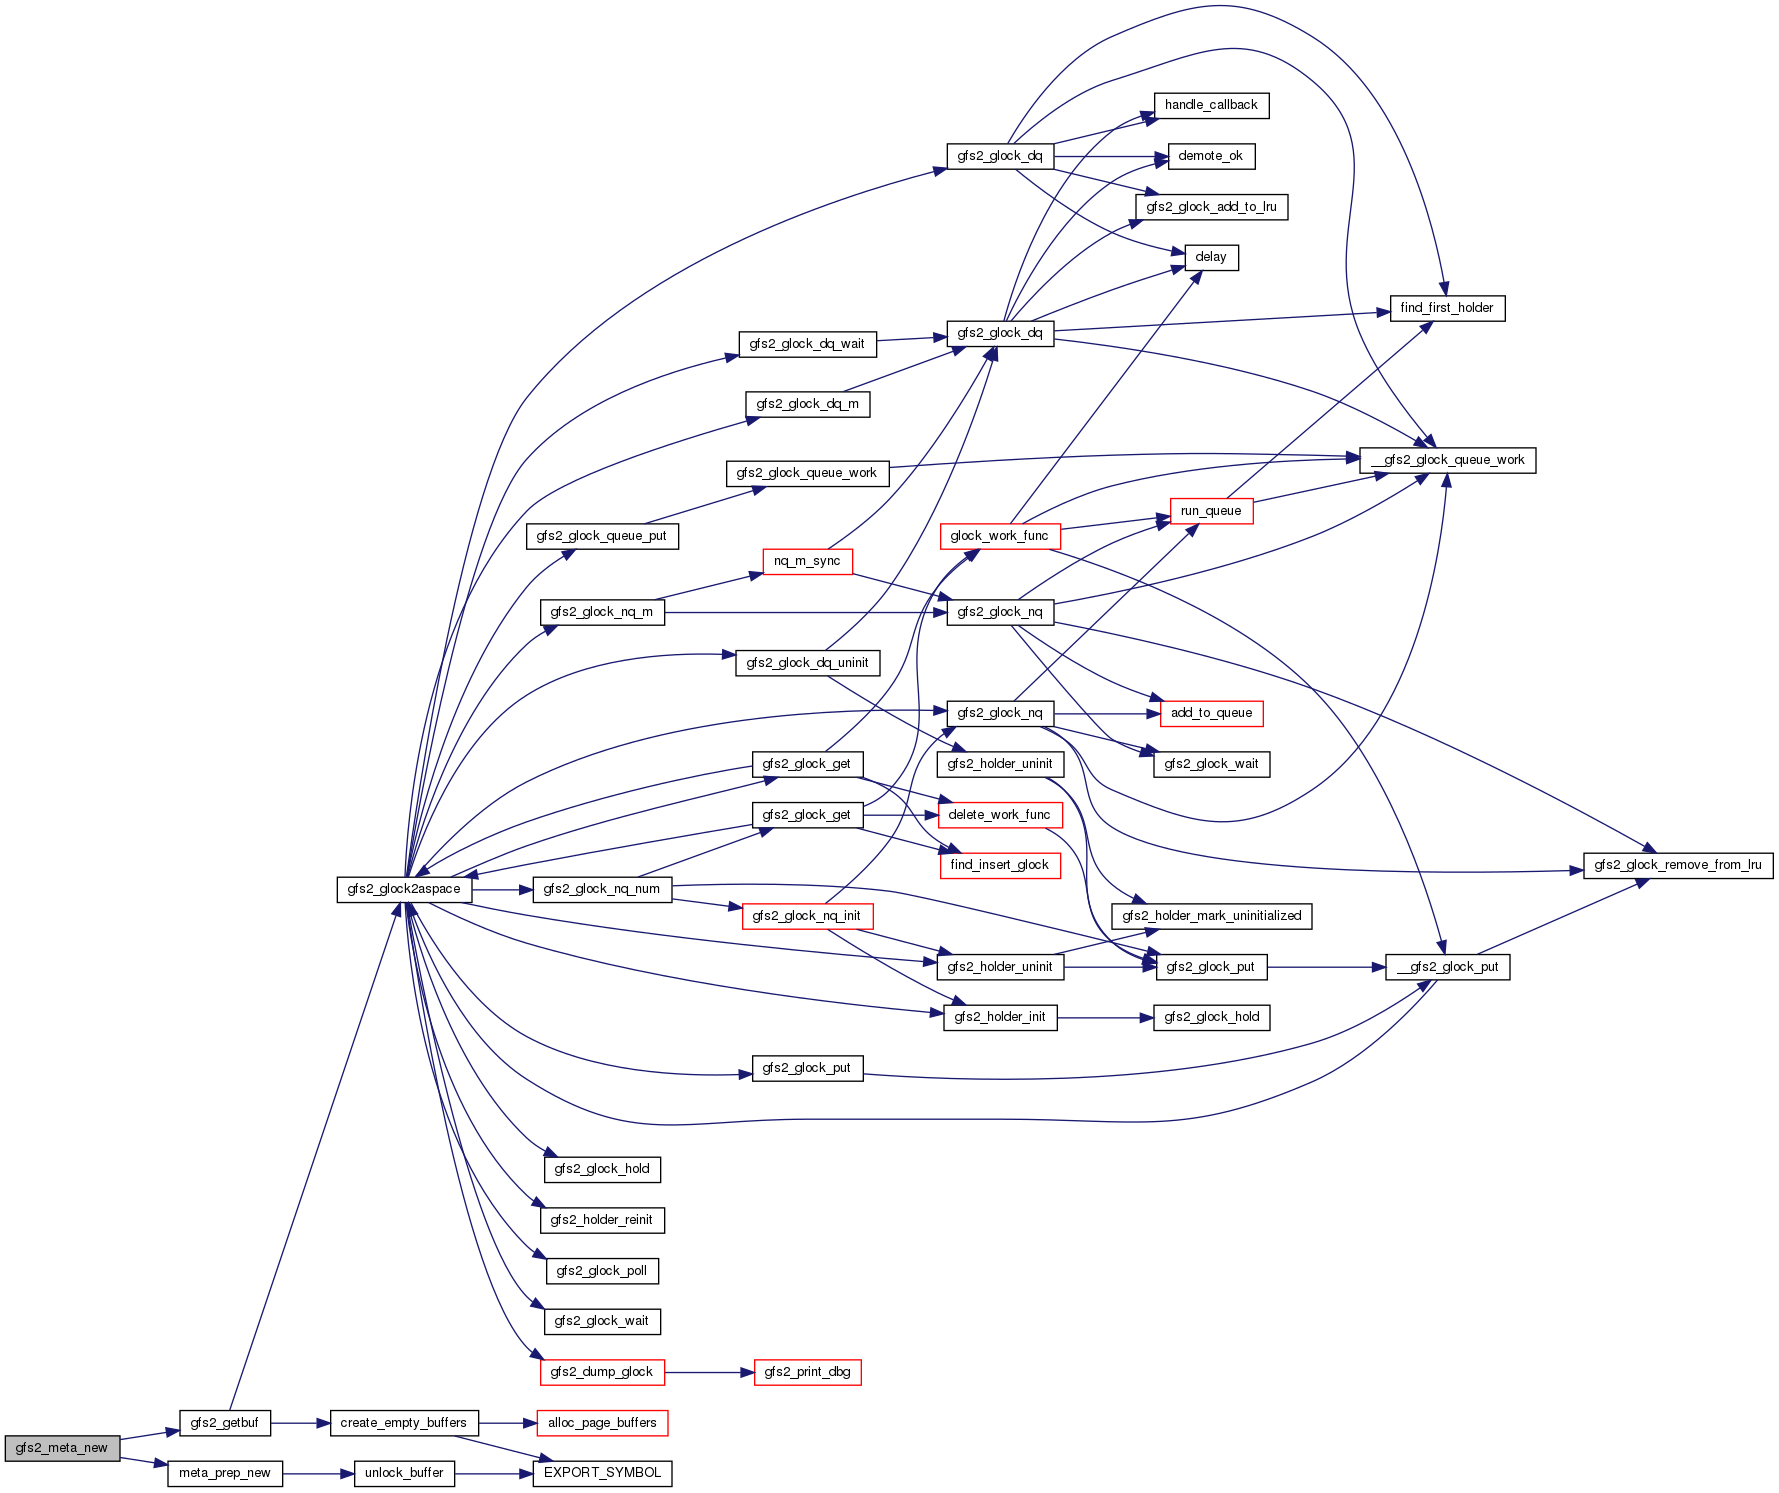 handle_callback
gfs2_glock_dq
demote_ok
gfs2_glock_add_to_lru
delay
find_first_holder
gfs2_glock_dq
gfs2_glock_dq_wait
gfs2_glock_dq_m
__gfs2_glock_queue_work
gfs2_glock_queue_work
run_queue
gfs2_glock_queue_put
glock_work_func
nq_m_sync
gfs2_glock_nq_m
gfs2_glock_nq
gfs2_glock_dq_uninit
gfs2_glock_nq
add_to_queue
gfs2_glock_get
gfs2_holder_uninit
gfs2_glock_wait
gfs2_glock_get
delete_work_func
find_insert_glock
gfs2_glock_remove_from_lru
gfs2_glock2aspace
gfs2_glock_nq_num
gfs2_glock_nq_init
gfs2_holder_mark_uninitialized
gfs2_holder_uninit
gfs2_glock_put
__gfs2_glock_put
gfs2_holder_init
gfs2_glock_hold
gfs2_glock_put
gfs2_glock_hold
gfs2_holder_reinit
gfs2_glock_poll
gfs2_glock_wait
gfs2_dump_glock
gfs2_print_dbg
gfs2_getbuf
create_empty_buffers
alloc_page_buffers
gfs2_meta_new
meta_prep_new
unlock_buffer
EXPORT_SYMBOL